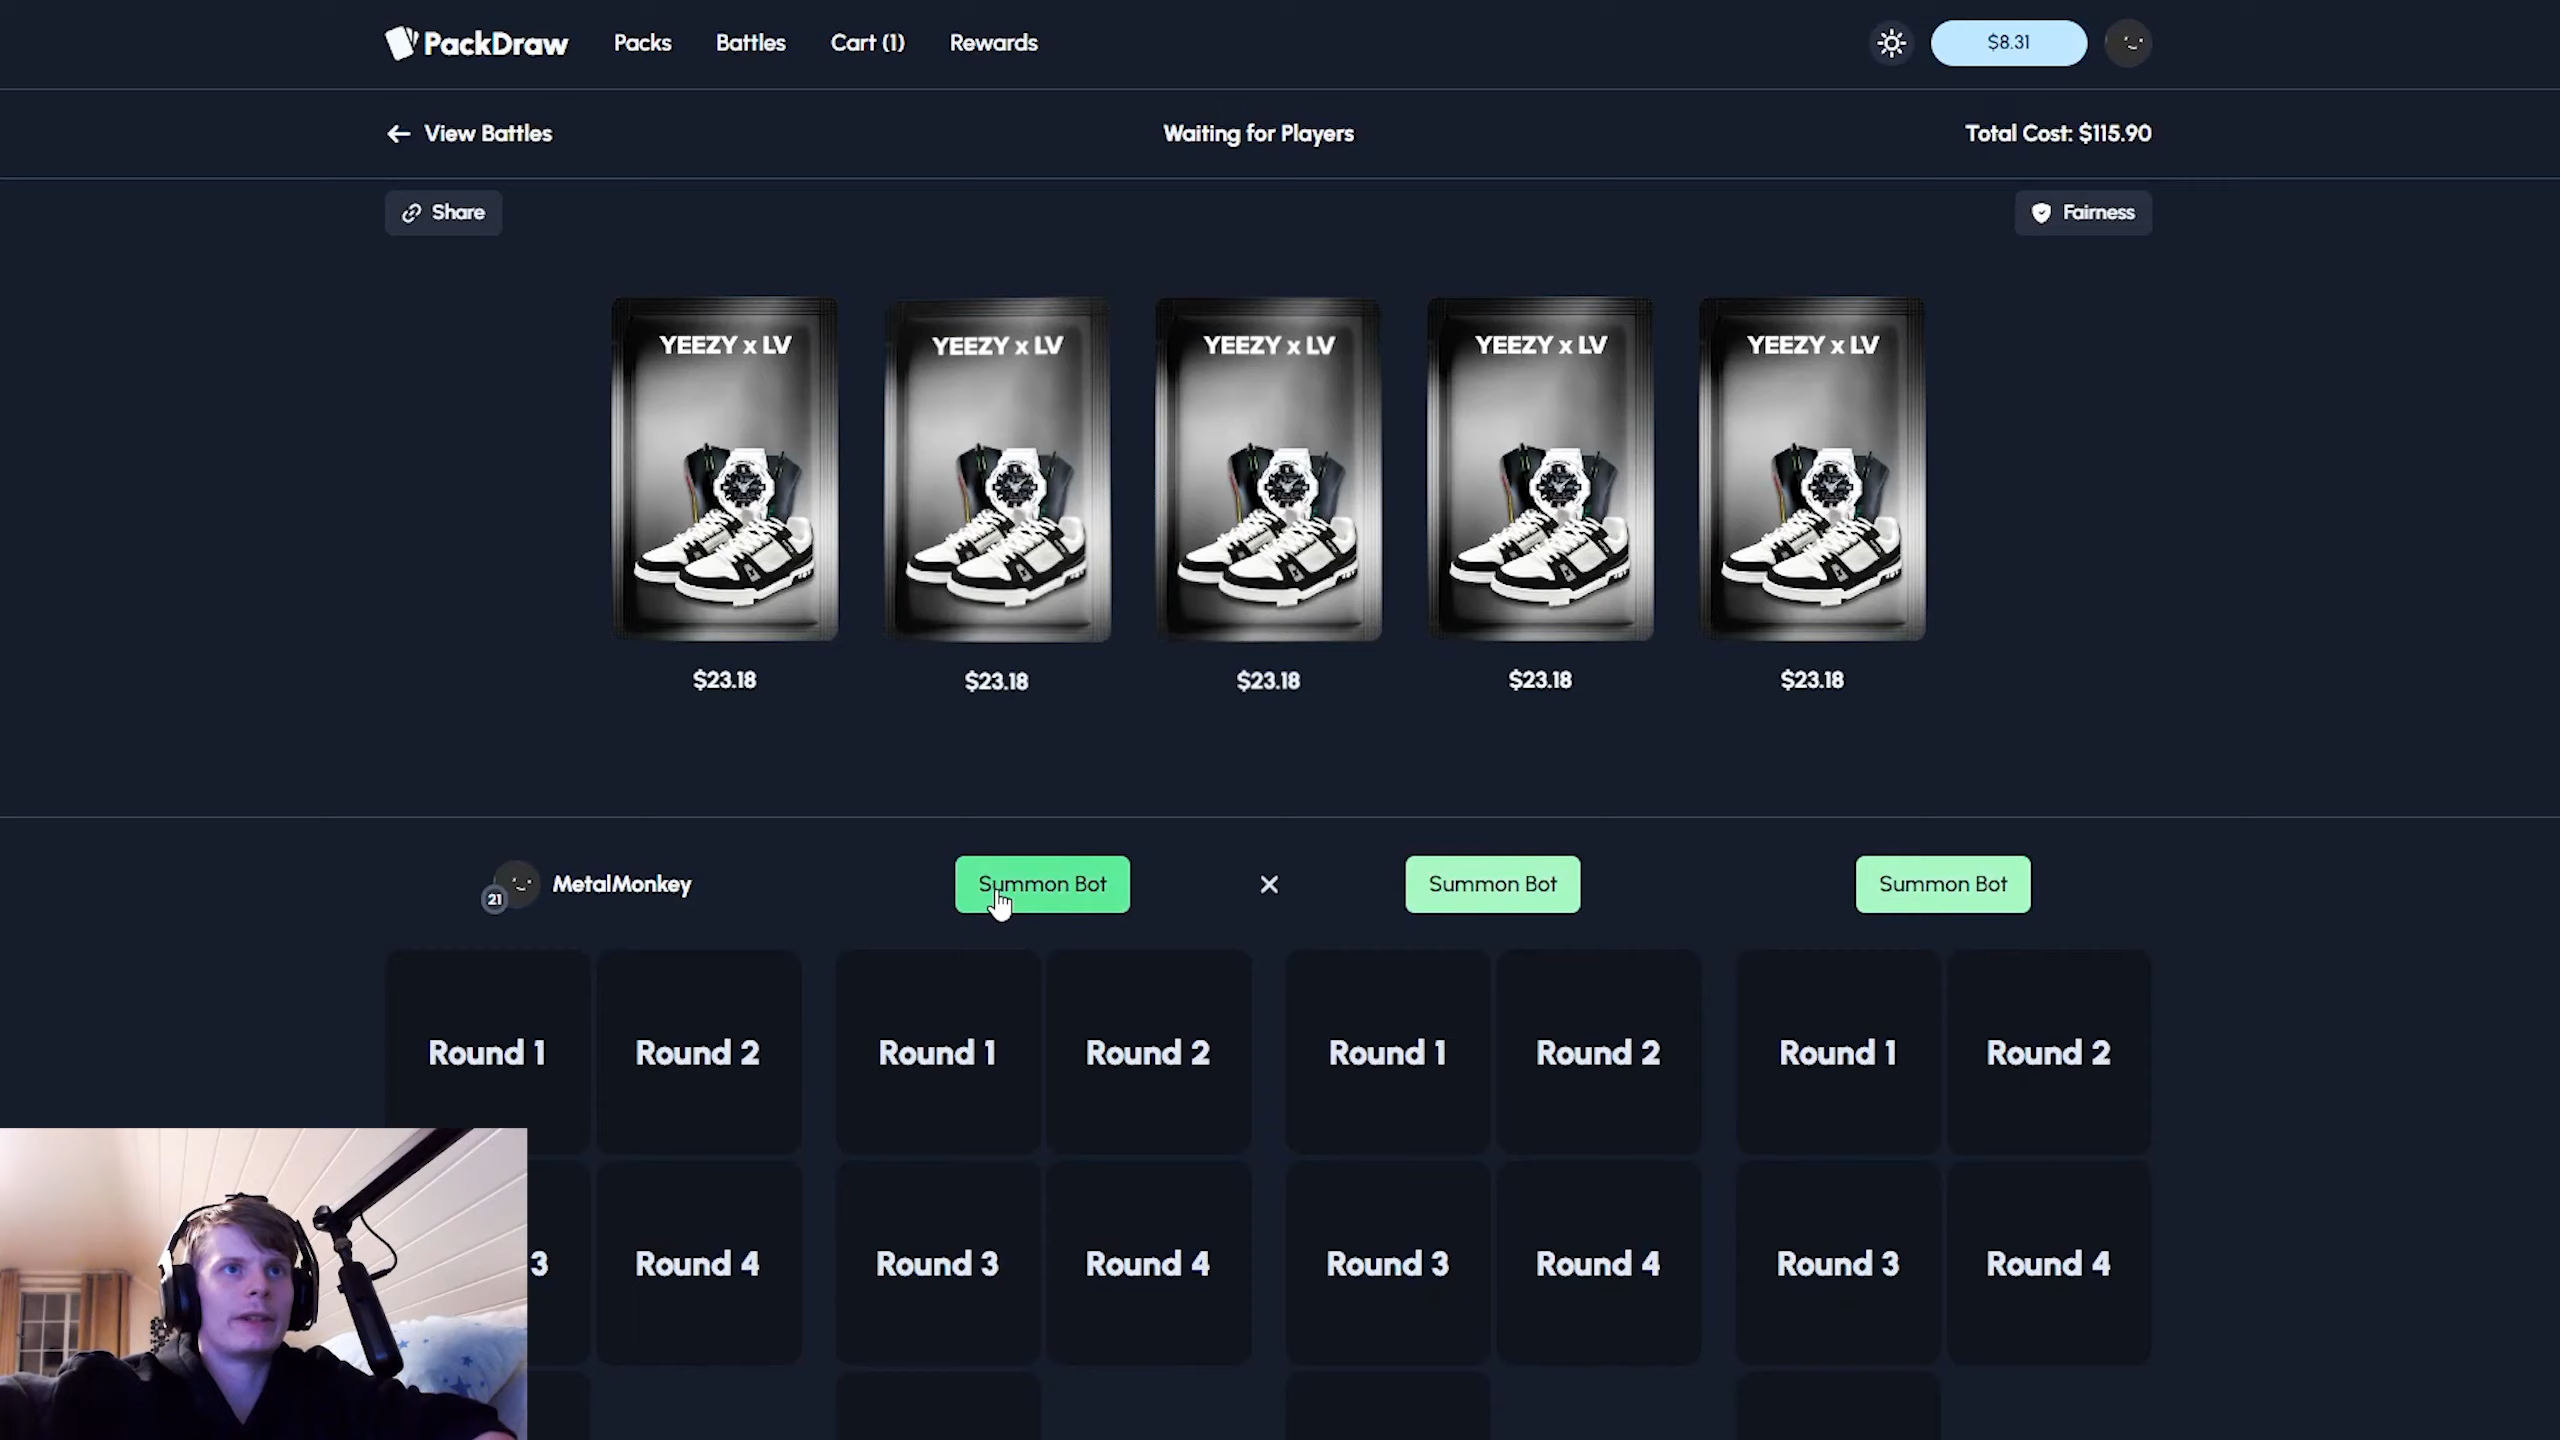 PackDraw Packs Battles Cart (1) Rewards $8.31
View Battles Waiting for Players Total Cost: $115.90
Share Fairness
YEEZY x LV YEEZY x LV YEEZY x LV YEEZY x LV YEEZY x LV
$23.18 $23.18 $23.18 $23.18 $23.18
21 MetalMonkey Summon Bot Summon Bot Summon Bot
Round 1 Round 2 Round 1 Round 2 Round 1 Round 2 Round 1 Round 2
3 Round 4 Round 3 Round 4 Round 3 Round 4 Round 3 Round 4